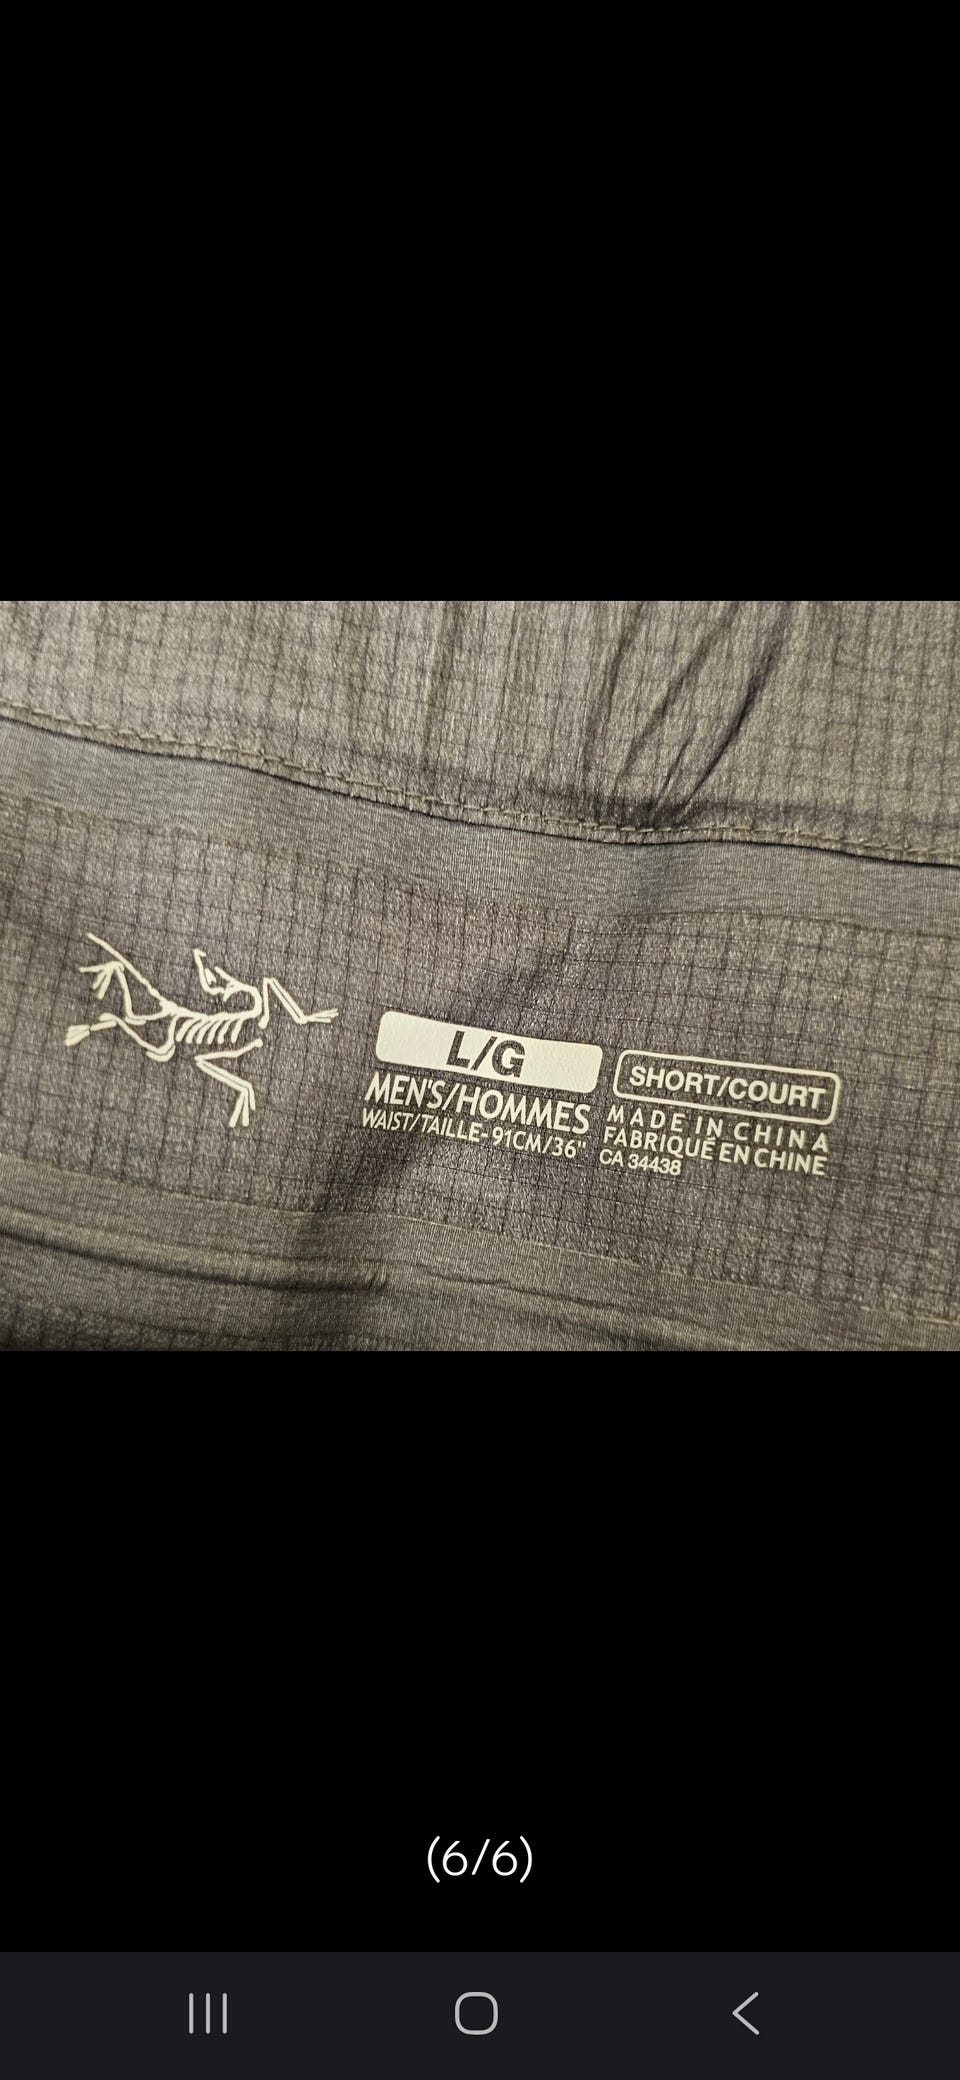 L/G
MEN'S/HOMMES
WAIST/TAILLE-91CM/36"
SHORT/COURT
MADE IN CHINA
FABRIQUÉ EN CHINE
CA 34438
(6/6)